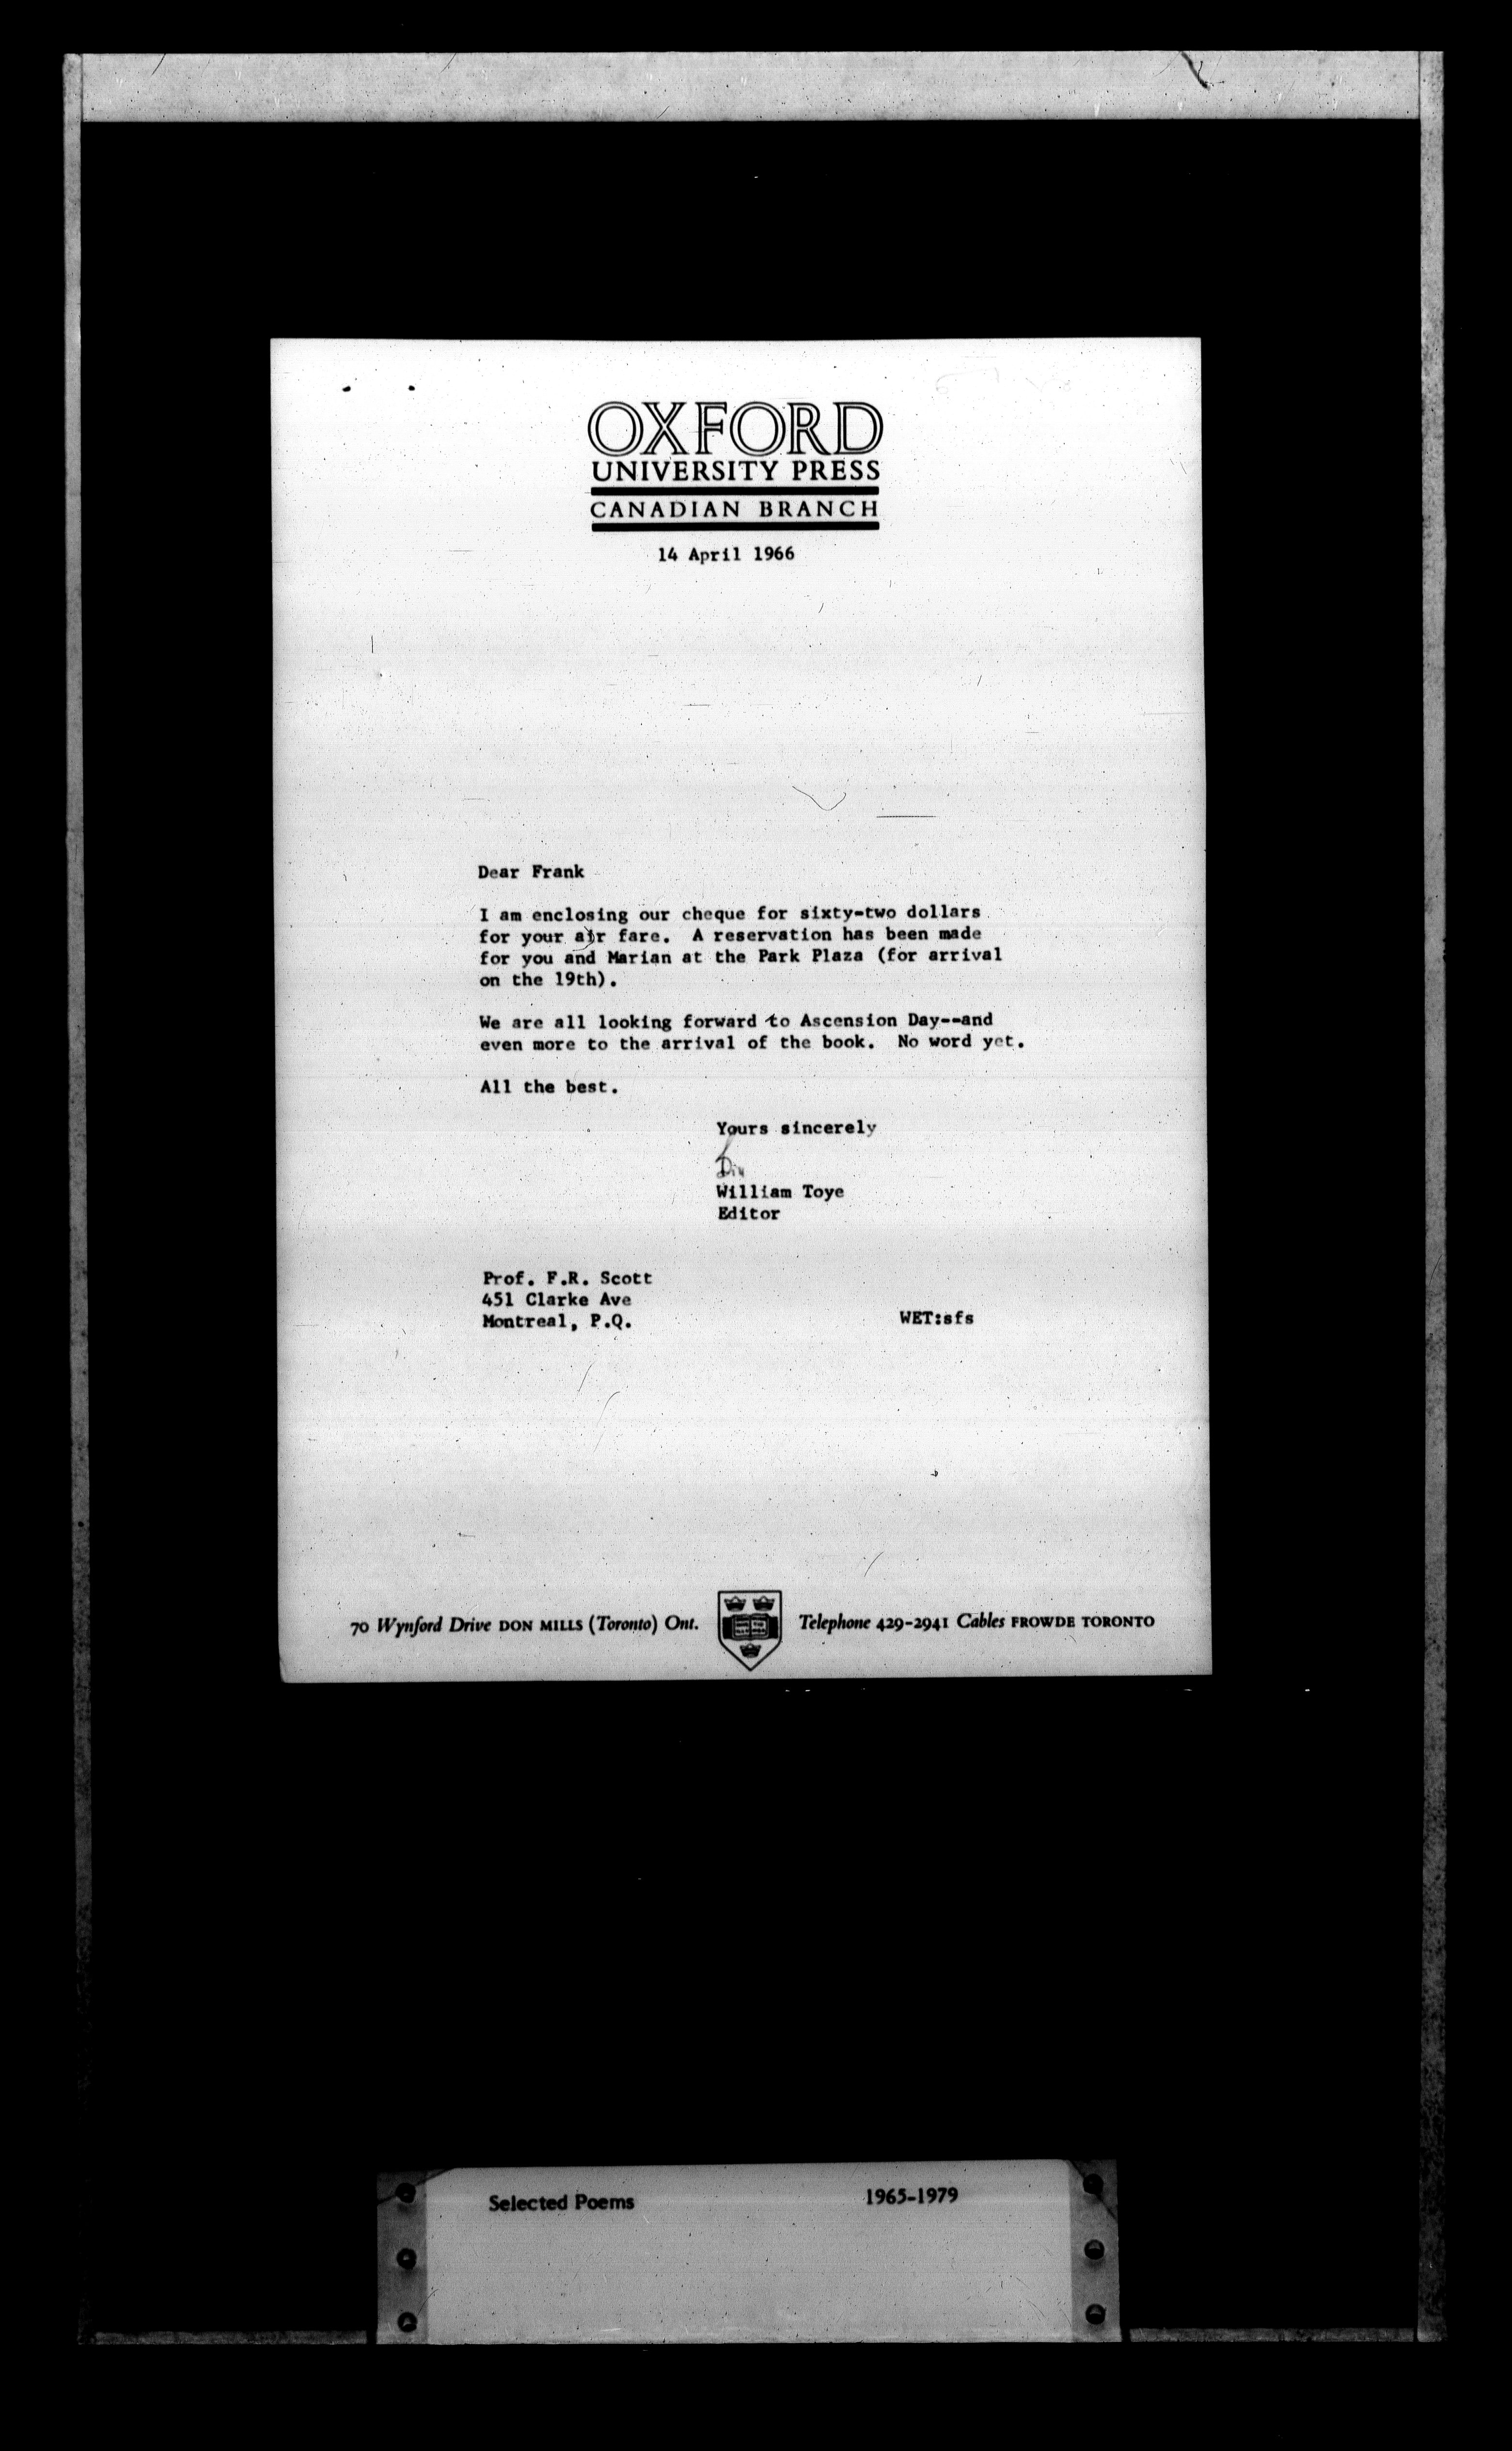 OXFORD
UNIVERSITY PRESS
CANADIAN BRANCH
14 April 1966
Dear Frank
I am enclosing our cheque for sixty-two dollars
for your air fare. A reservation has been made
for you and Marian at the Park Plaza (for arrival
on the 19th).
We are all looking forward to Ascension Day--and
even more to the arrival of the book. No word yet.
All the best.
Yours sincerely
William Toye
Editor
Prof. F.R. Scott
451 Clarke Ave
Montreal, P.Q.
WET:sfs
70 Wynford Drive DON MILLS (Toronto) Ont.
Telephone 429-2941 Cables FROWDE TORONTO
Selected Poems 1965-1979